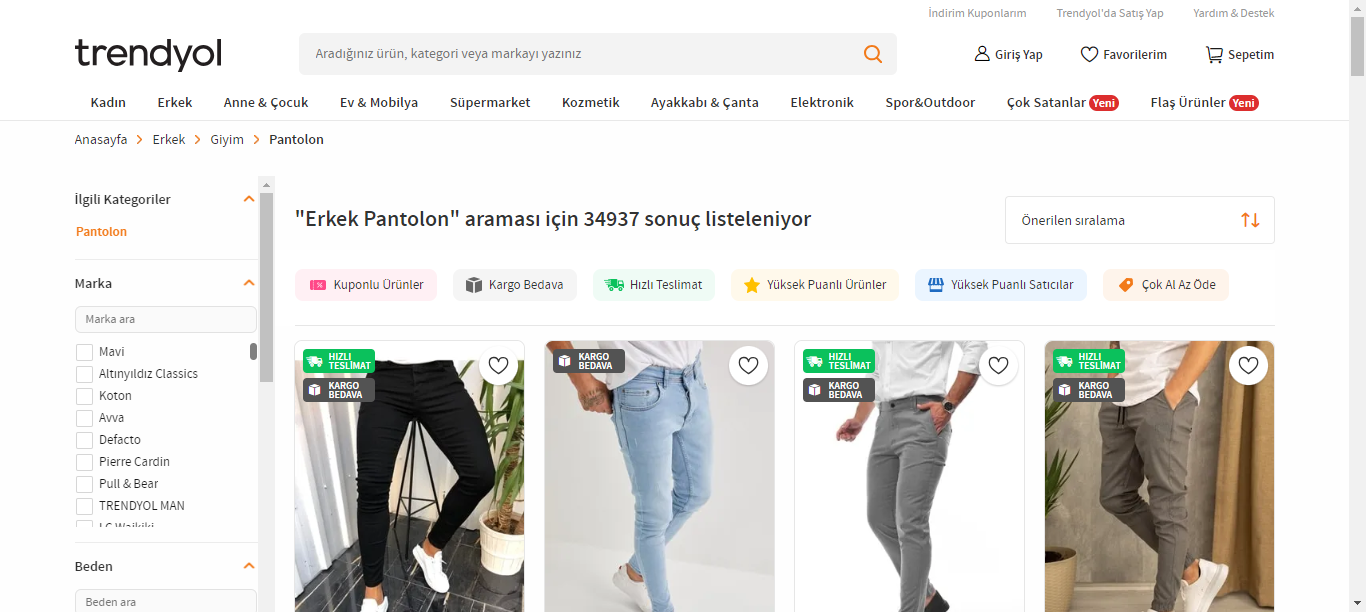 İndirim Kuponlarım Trendyol'da Satış Yap Yardım & Destek
trendyol
Aradığınız ürün, kategori veya markayı yazınız
Giriş Yap Favorilerim Sepetim
Kadın Erkek Anne & Çocuk Ev & Mobilya Süpermarket Kozmetik Ayakkabı & Çanta Elektronik Spor&Outdoor Çok Satanlar Yeni Flaş Ürünler Yeni
Anasayfa Erkek Giyim Pantolon
İlgili Kategoriler
Pantolon
Marka
Marka ara
Mavi
Altınyıldız Classics
Koton
Avva
Defacto
Pierre Cardin
Pull & Bear
TRENDYOL MAN
LC Waikiki
Beden
Beden ara
"Erkek Pantolon" araması için 34937 sonuç listeleniyor
Önerilen sıralama
Kuponlu Ürünler Kargo Bedava Hızlı Teslimat Yüksek Puanlı Ürünler Yüksek Puanlı Satıcılar Çok Al Az Öde
HIZLI
TESLİMAT
KARGO
BEDAVA
KARGO
BEDAVA
HIZLI
TESLİMAT
KARGO
BEDAVA
HIZLI
TESLİMAT
KARGO
BEDAVA